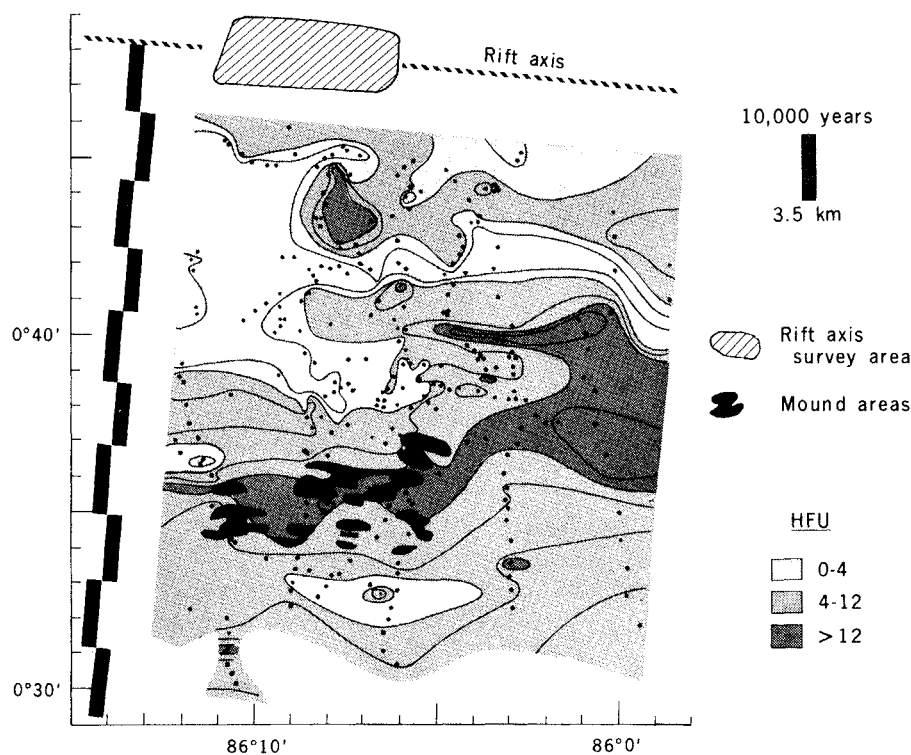 Rift axis
10,000 years
3.5 km
0°40'
Rift axis
survey area
Mound areas
HFU
0-4
4-12
>12
0°30'
86°10'
86°0'